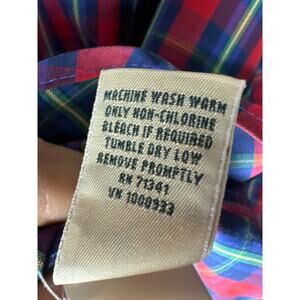 MACHINE WASH WARM
ONLY NON-CHLORINE
BLEACH IF REQUIRED
TUMBLE DRY LOW
REMOVE PROMPTLY
RN 71341
VN 1000933